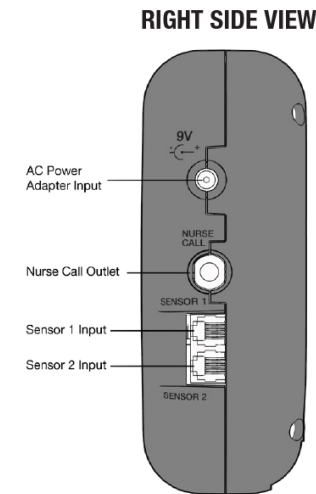 RIGHT SIDE VIEW
9V
- +
AC Power
Adapter Input
NURSE
CALL
Nurse Call Outlet
SENSOR 1
Sensor 1 Input
Sensor 2 Input
SENSOR 2